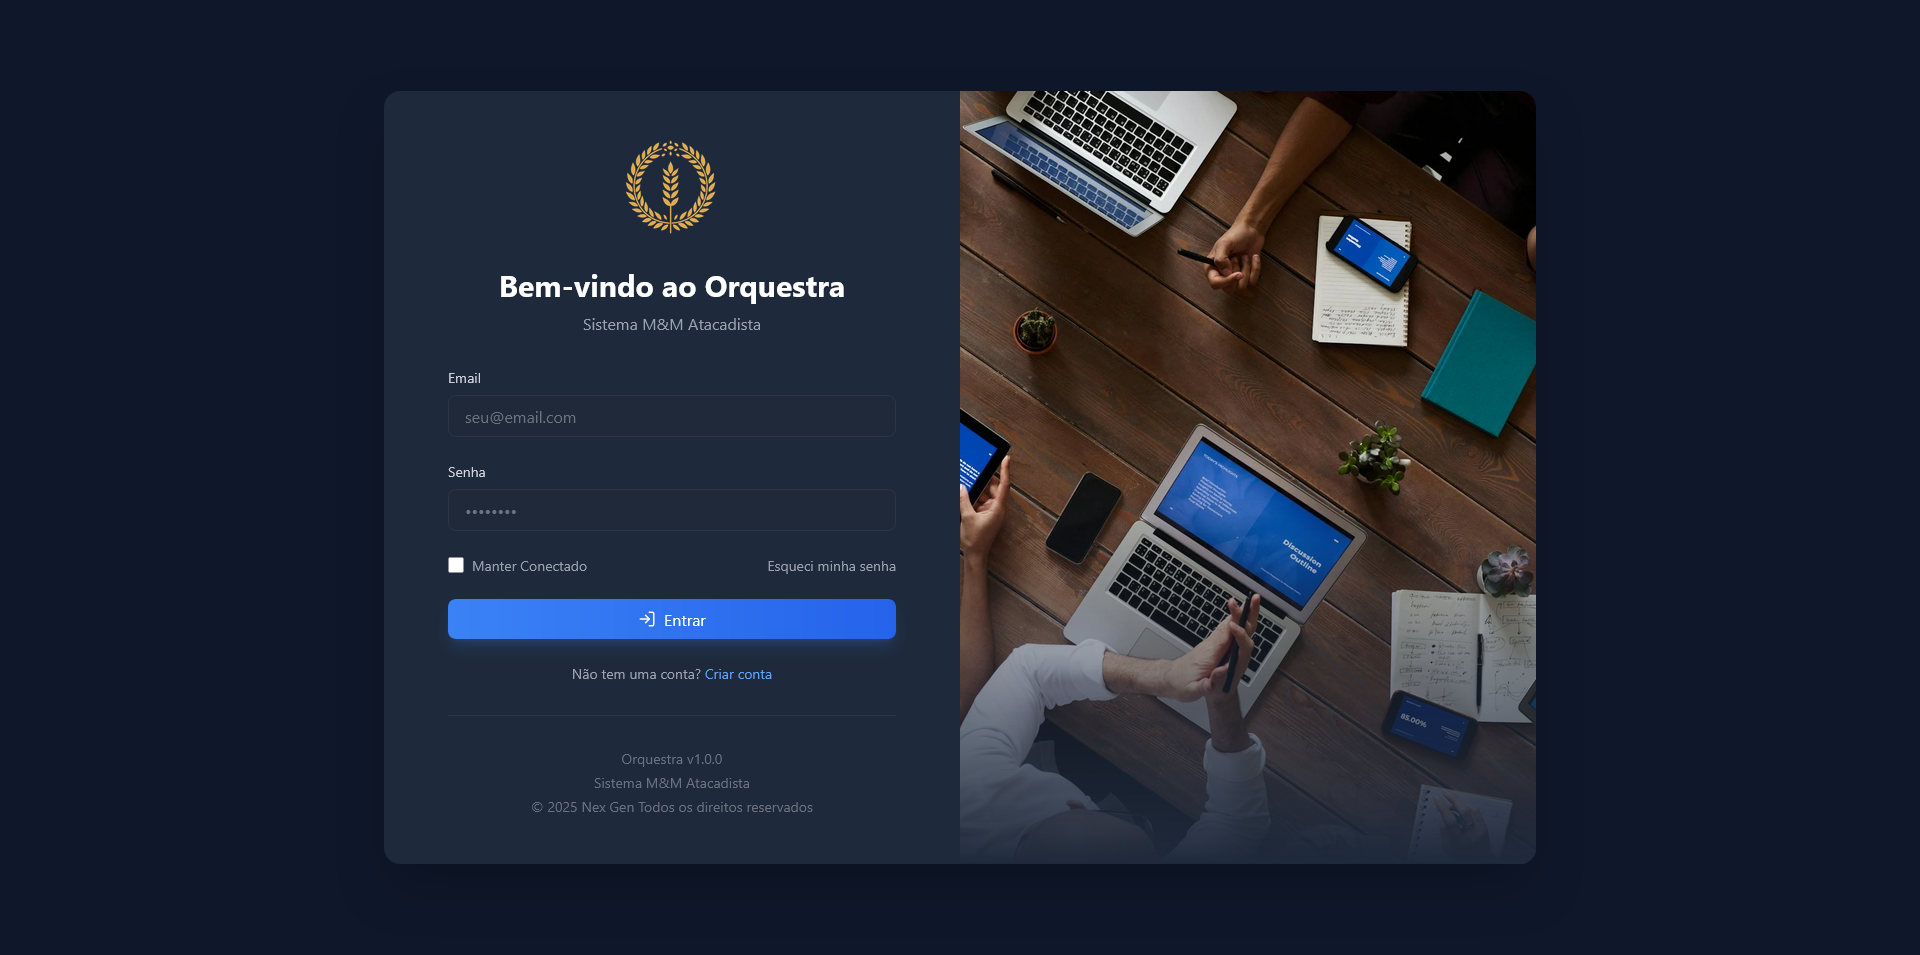 Bem-vindo ao Orquestra
Sistema M&M Atacadista
Email
seu@email.com
Senha
••••••••
Manter Conectado
Esqueci minha senha
Entrar
Não tem uma conta? Criar conta
Orquestra v1.0.0
Sistema M&M Atacadista
© 2025 Nex Gen Todos os direitos reservados
Discussion
Outline
85.00%